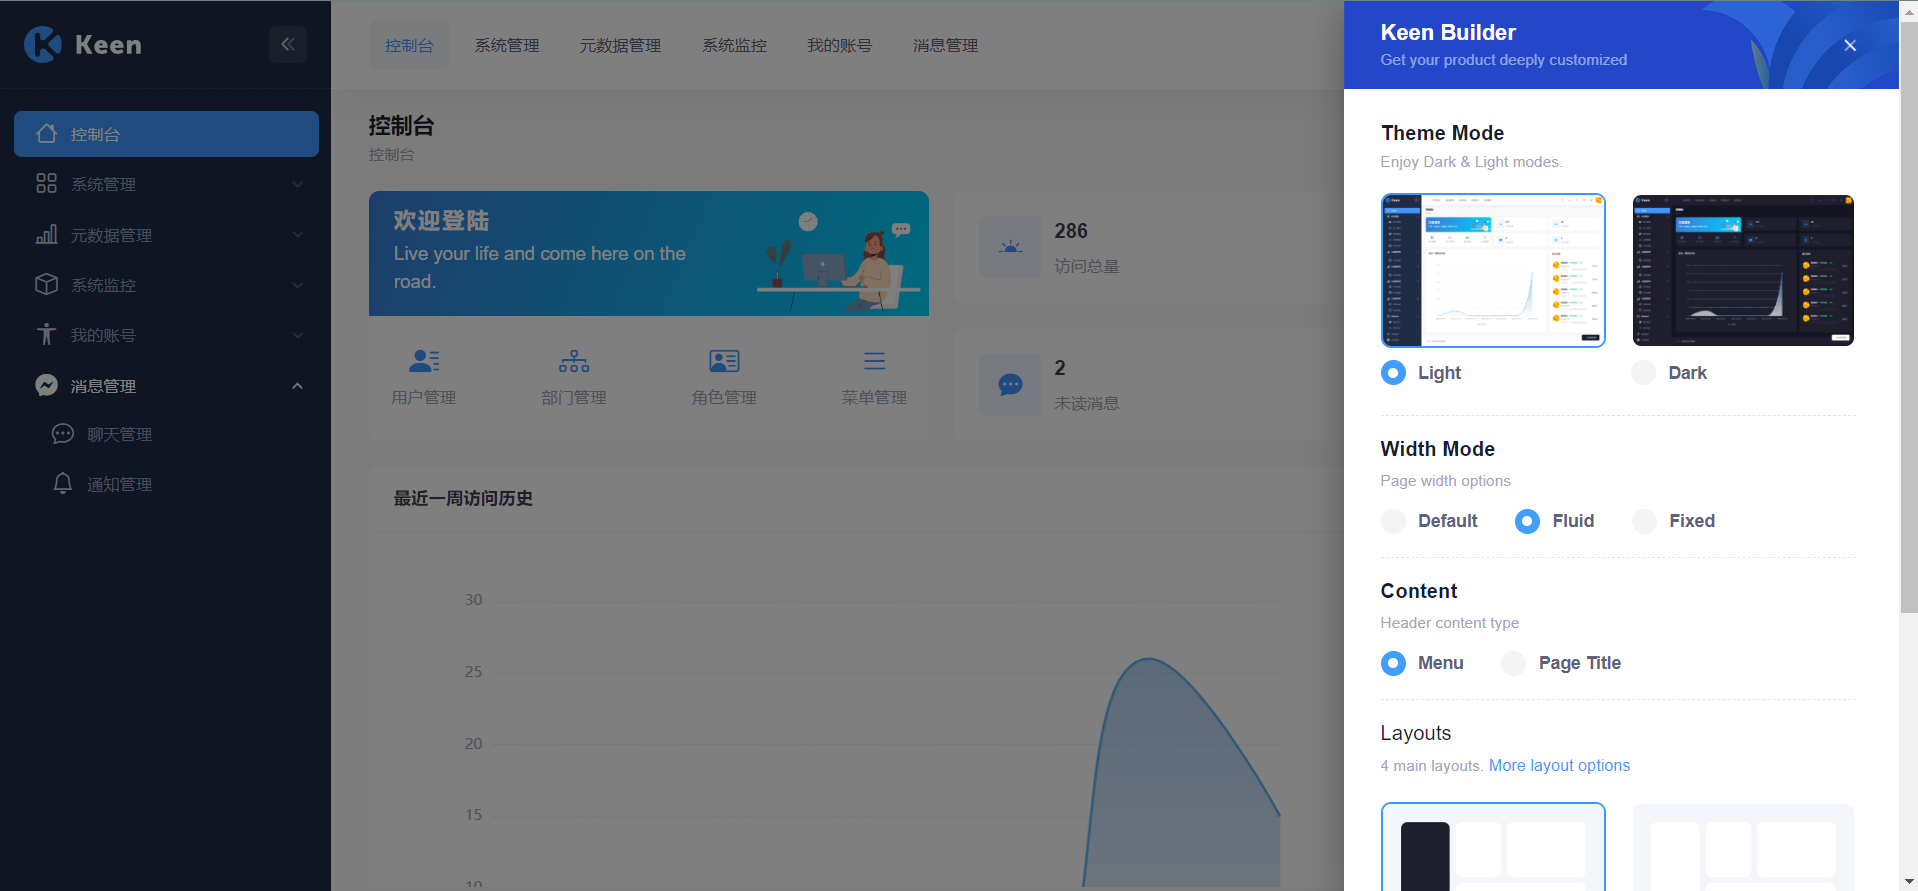 Keen
控制台
系统管理
元数据管理
系统监控
我的账号
消息管理
聊天管理
通知管理
控制台 系统管理 元数据管理 系统监控 我的账号 消息管理
控制台
控制台
欢迎登陆
Live your life and come here on the
road.
用户管理 部门管理 角色管理 菜单管理
286
访问总量
2
未读消息
最近一周访问历史
30
25
20
15
10
Keen Builder
Get your product deeply customized
Theme Mode
Enjoy Dark & Light modes.
Light Dark
Width Mode
Page width options
Default Fluid Fixed
Content
Header content type
Menu Page Title
Layouts
4 main layouts. More layout options